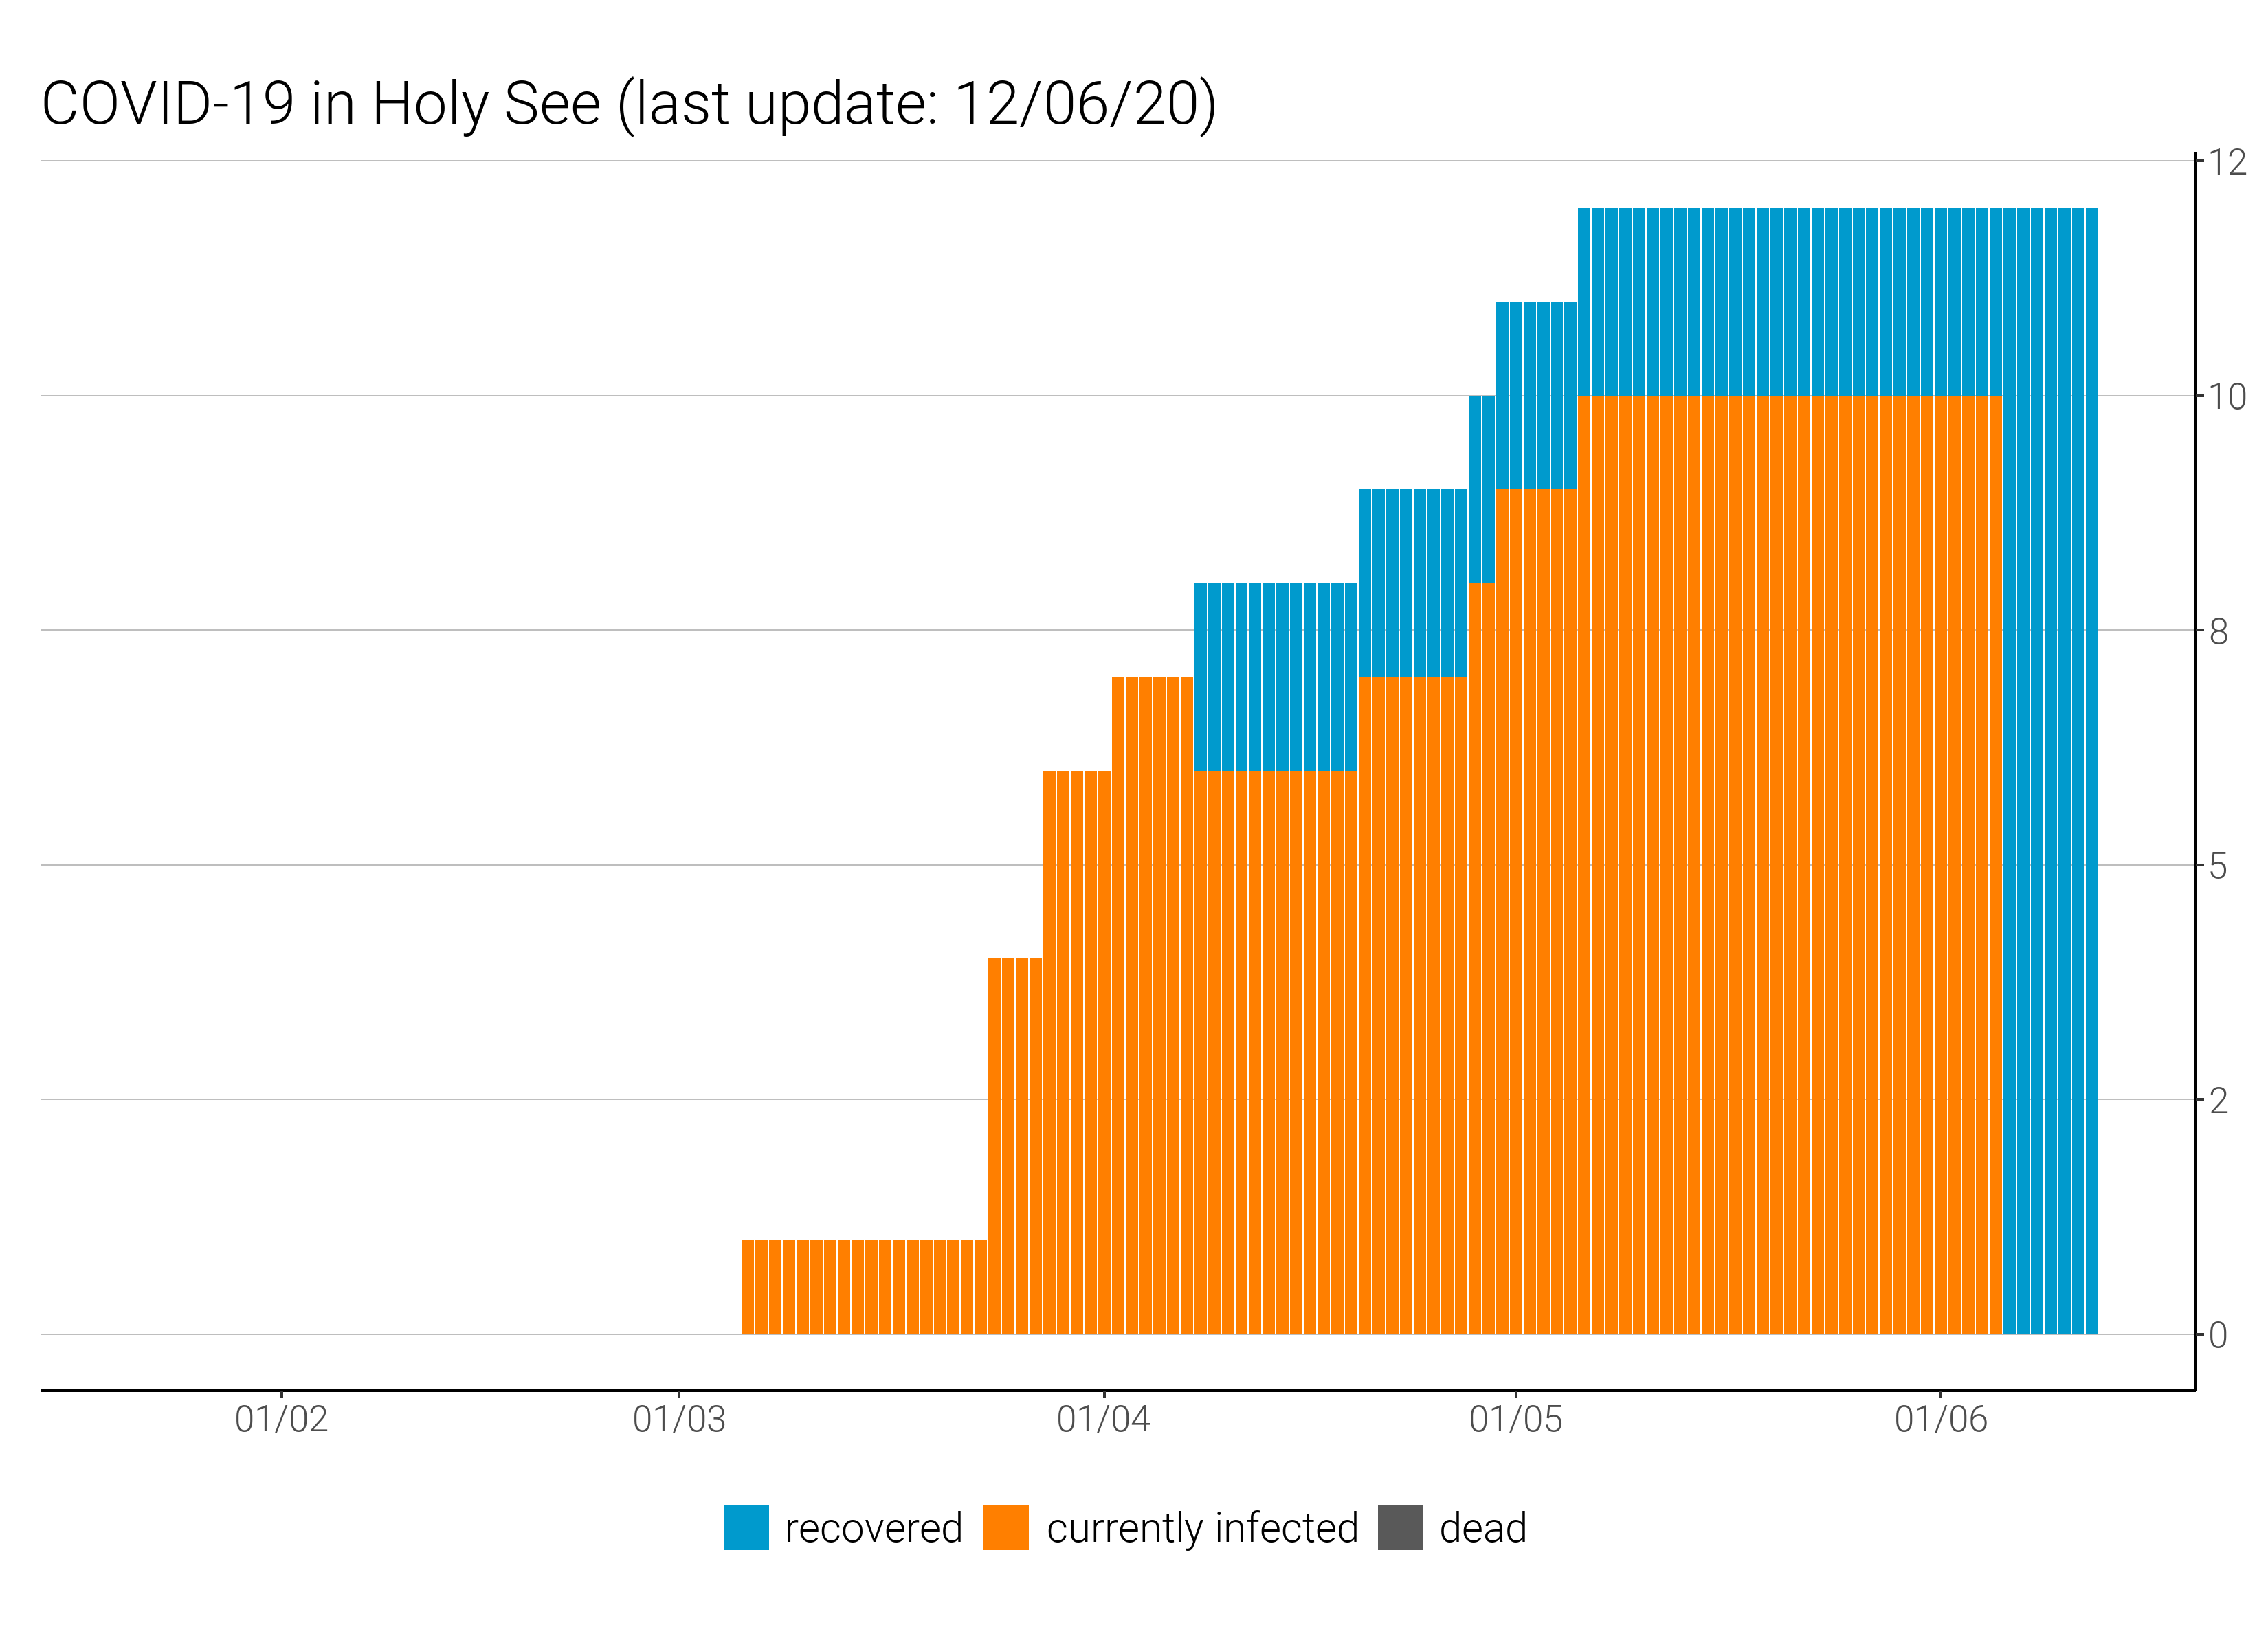 COVID-19 in Holy See (last update: 12/06/20)
12
10
8
5
2
0
01/02 01/03 01/04 01/05 01/06
recovered currently infected dead